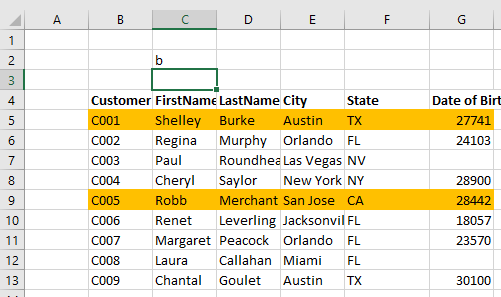 A B C D E F G
1
2 b
3
4 Customer FirstName LastName City State Date of Birt
5 C001 Shelley Burke Austin TX 27741
6 C002 Regina Murphy Orlando FL 24103
7 C003 Paul Roundhea Las Vegas NV
8 C004 Cheryl Saylor New York NY 28900
9 C005 Robb Merchant San Jose CA 28442
10 C006 Renet Leverling Jacksonvil FL 18057
11 C007 Margaret Peacock Orlando FL 23570
12 C008 Laura Callahan Miami FL
13 C009 Chantal Goulet Austin TX 30100